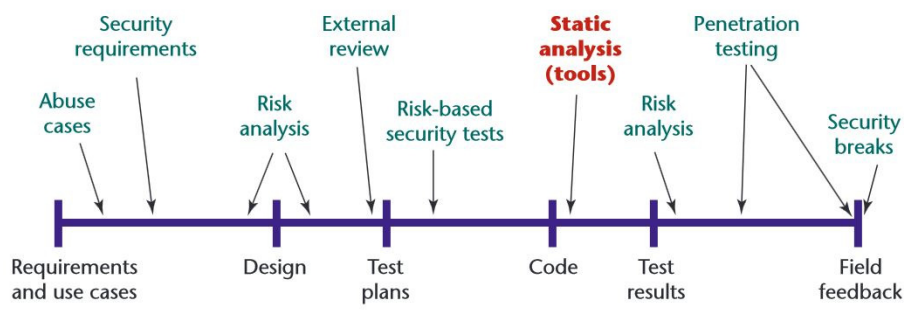 Security
requirements
External
review
Static
analysis
(tools)
Penetration
testing
Abuse
cases
Risk
analysis
Risk-based
security tests
Risk
analysis
Security
breaks
Requirements
and use cases
Design
Test
plans
Code
Test
results
Field
feedback